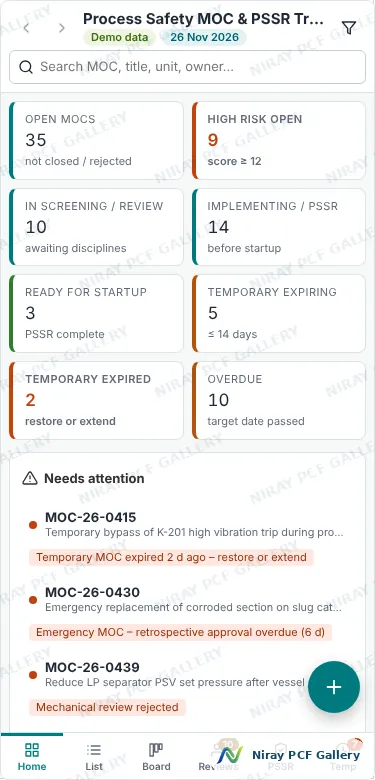 Process Safety MOC & PSSR Tr...
Demo data
26 Nov 2026
Search MOC, title, unit, owner...
OPEN MOCS
35
not closed / rejected
HIGH RISK OPEN
9
score ≥ 12
IN SCREENING / REVIEW
10
awaiting disciplines
IMPLEMENTING / PSSR
14
before startup
READY FOR STARTUP
3
PSSR complete
TEMPORARY EXPIRING
5
≤ 14 days
TEMPORARY EXPIRED
2
restore or extend
OVERDUE
10
target date passed
Needs attention
MOC-26-0415
Temporary bypass of K-201 high vibration trip during pro...
Temporary MOC expired 2 d ago – restore or extend
MOC-26-0430
Emergency replacement of corroded section on slug cat...
Emergency MOC – retrospective approval overdue (6 d)
MOC-26-0439
Reduce LP separator PSV set pressure after vessel
Mechanical review rejected
Home
List
Board
Reviews
PSSR
Temp
Niray PCF Gallery
NIRAY PCF GALLERY